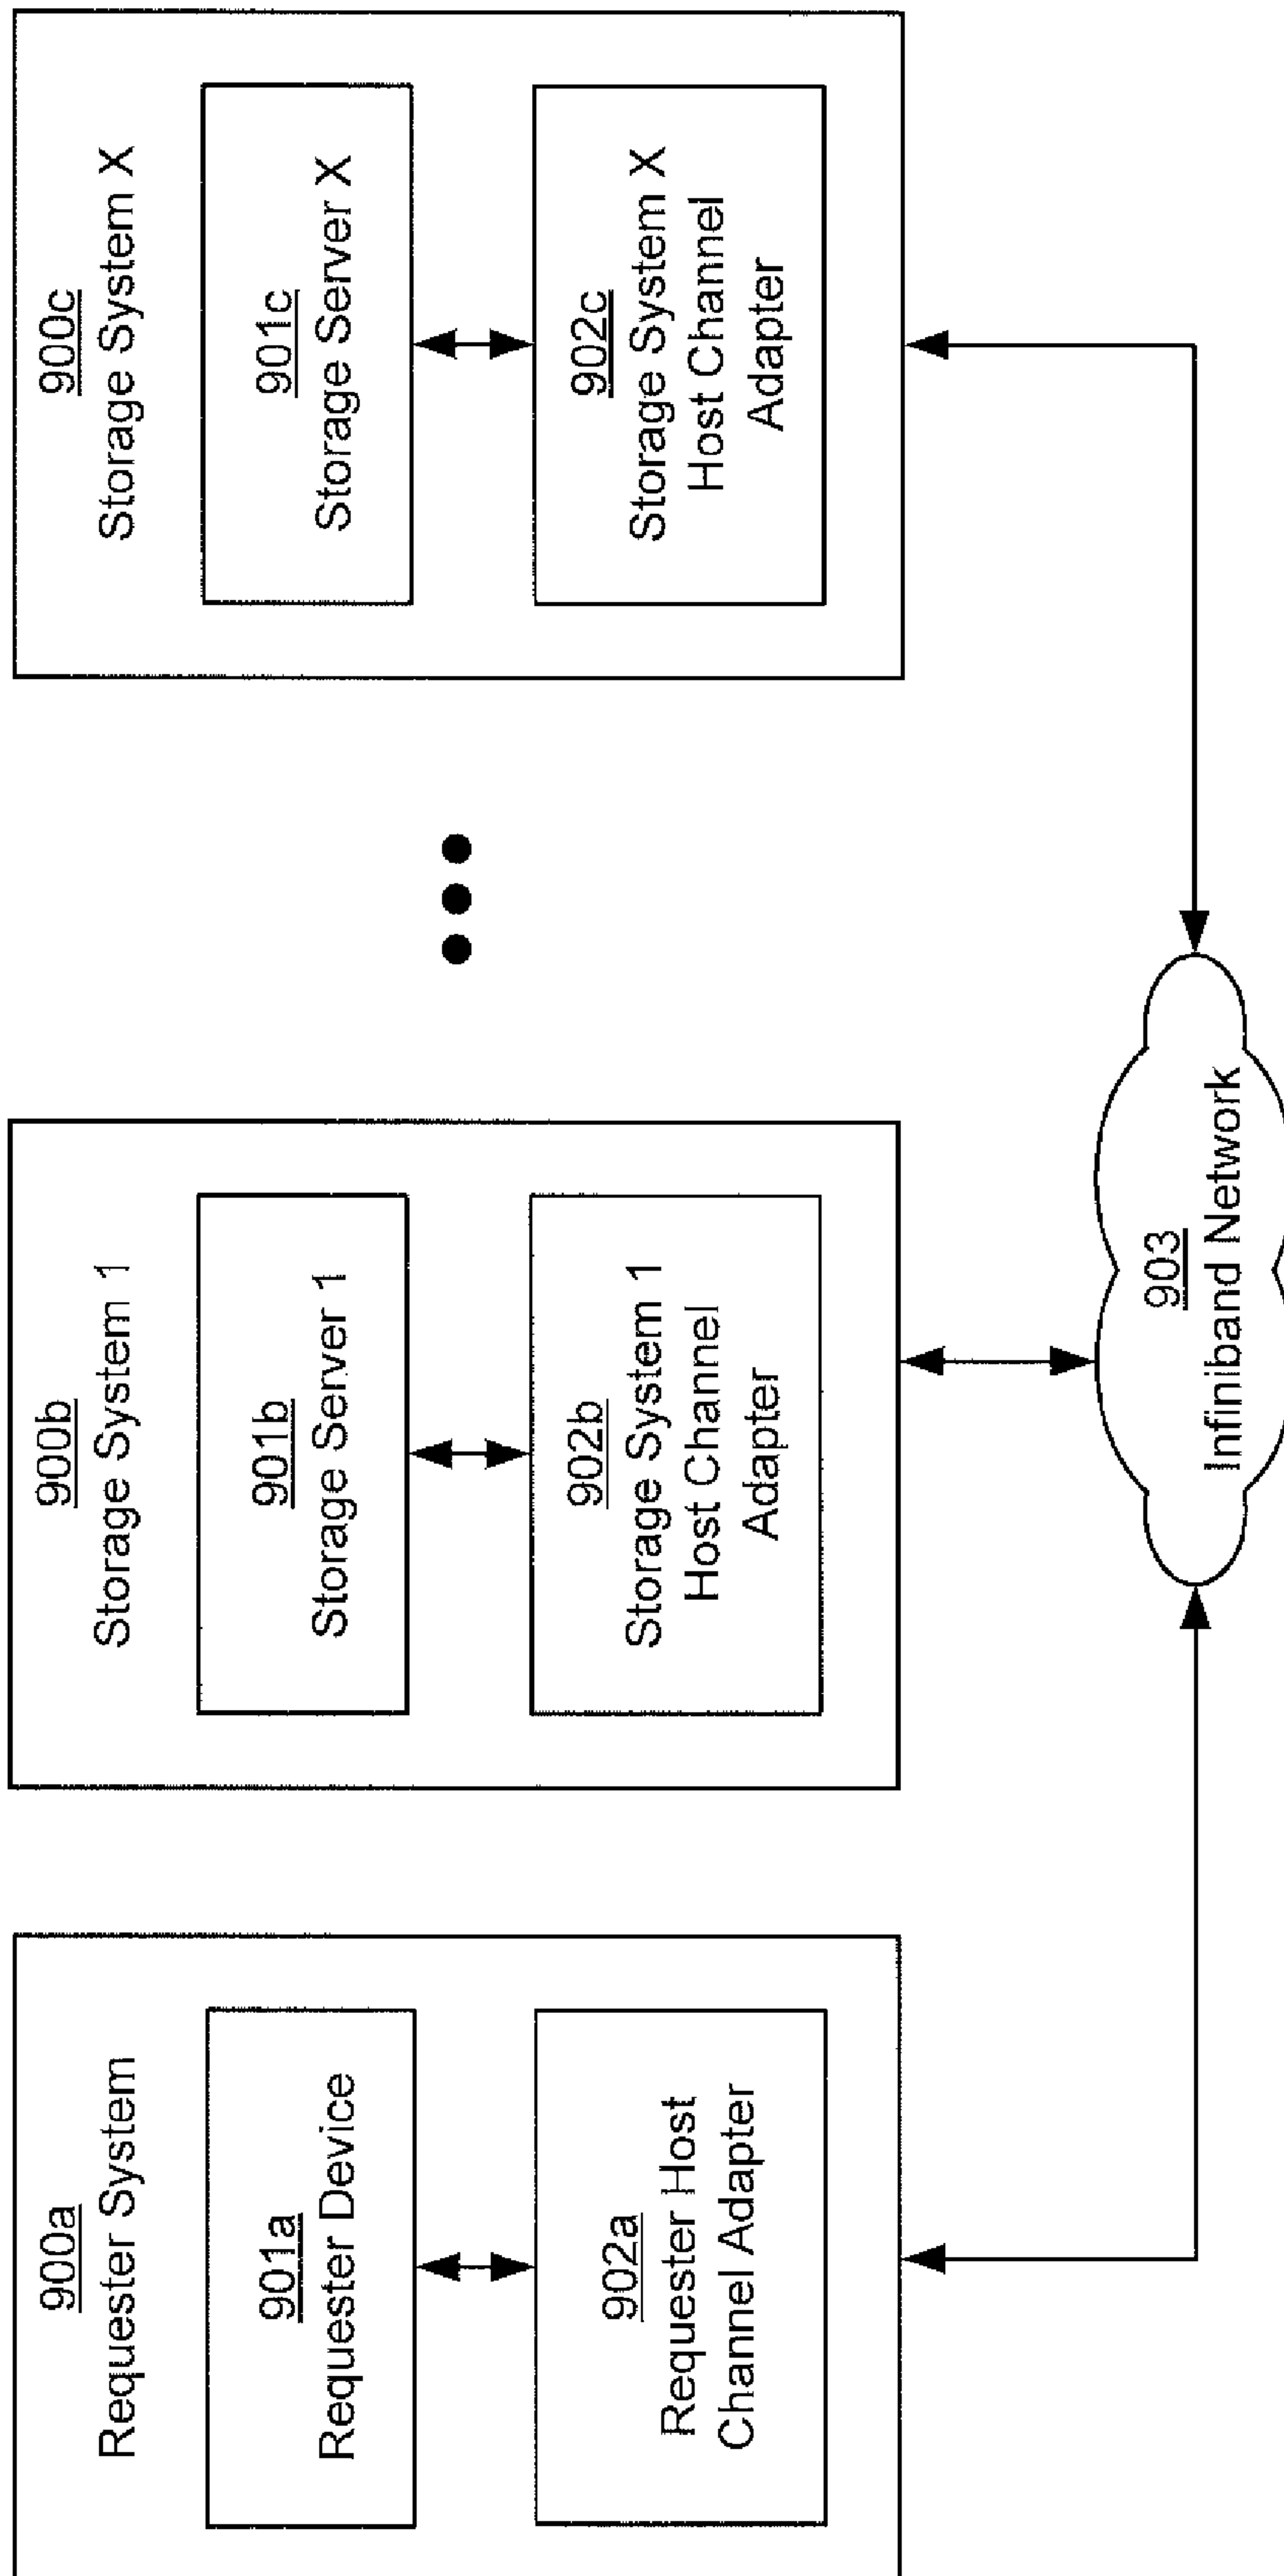 900a
Requester System
901a
Requester Device
902a
Requester Host
Channel Adapter
900b
Storage System 1
901b
Storage Server 1
902b
Storage System 1
Host Channel
Adapter
900c
Storage System X
901c
Storage Server X
902c
Storage System X
Host Channel
Adapter
903
Infiniband Network